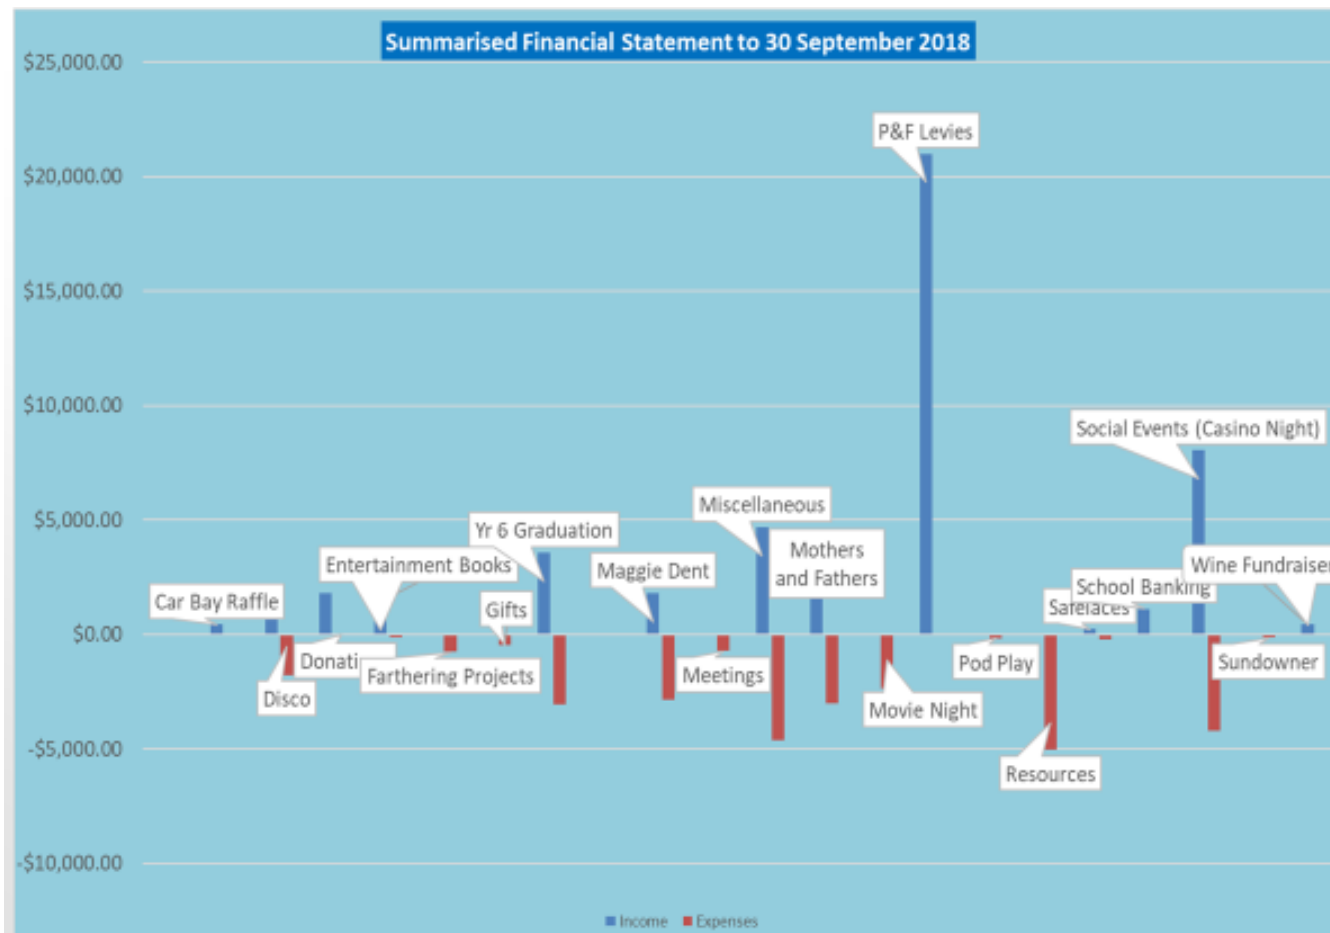 Summarised Financial Statement to 30 September 2018
$25,000.00
P&F Levies
$20,000.00
$15,000.00
$10,000.00
Social Events (Casino Night)
$5,000.00
Miscellaneous
Yr 6 Graduation
Mothers
and Fathers
Entertainment Books
Maggie Dent
Wine Fundraiser
School Banking
Car Bay Raffle
Gifts
$0.00
Farthering Projects
Meetings
Pod Play
Sundowner
Disco
Movie Night
-$5,000.00
Resources
-$10,000.00
Income
Expenses